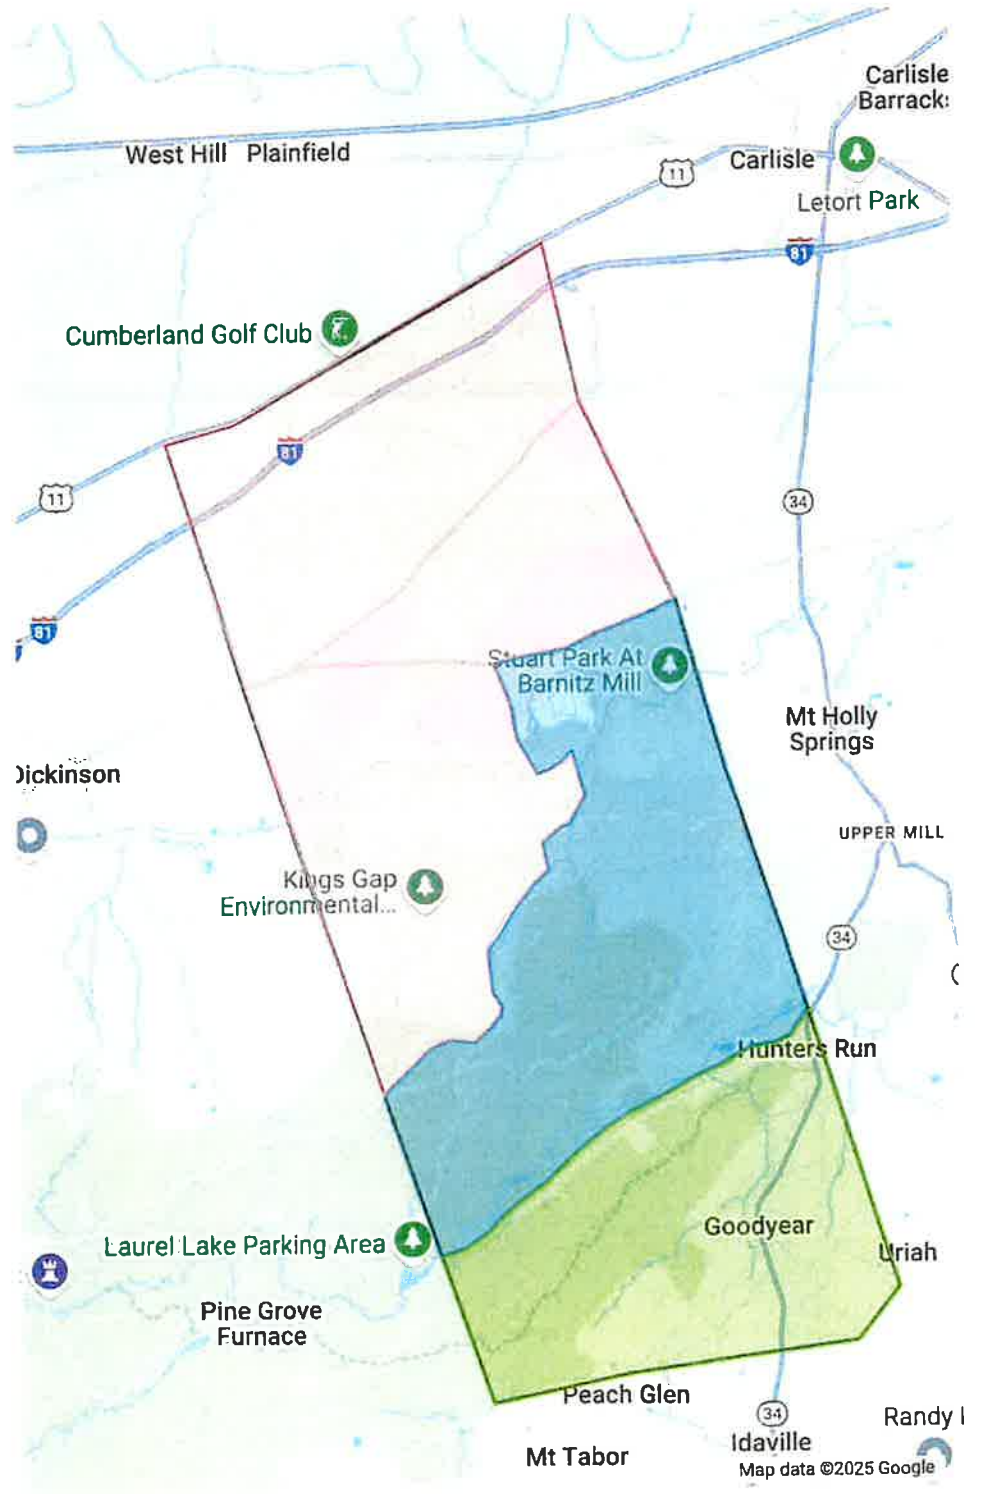 Carlisle
Barracks
West Hill Plainfield
11
Carlisle
Letort Park
81
Cumberland Golf Club
81
11
34
81
Stuart Park At
Barnitz Mill
Mt Holly
Springs
Dickinson
UPPER MILL
Kings Gap
Environmental...
34
Hunters Run
Goodyear
Laurel Lake Parking Area
Uriah
Pine Grove
Furnace
Peach Glen
34
Randy
Idaville
Mt Tabor
Map data ©2025 Google